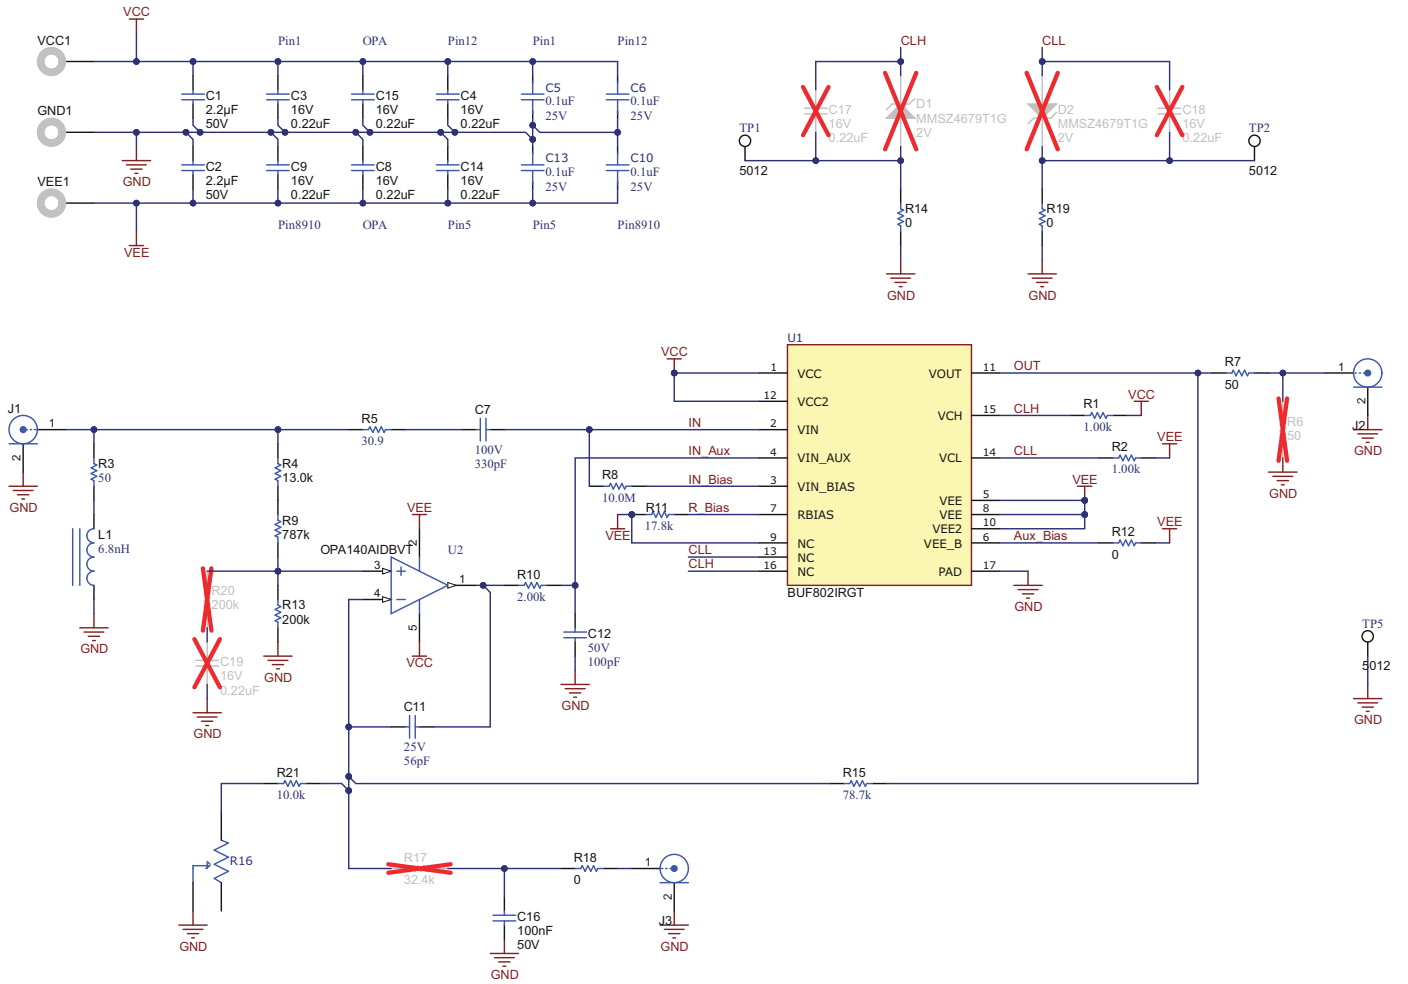 VCC
VCC1
Pin1
OPA
Pin12
Pin1
Pin12
C1
2.2µF
50V
C3
16V
0.22uF
C15
16V
0.22uF
C4
16V
0.22uF
C5
0.1uF
25V
C6
0.1uF
25V
GND1
GND
C2
2.2µF
50V
C9
16V
0.22uF
C8
16V
0.22uF
C14
16V
0.22uF
C13
0.1uF
25V
C10
0.1uF
25V
VEE1
VEE
Pin8910
OPA
Pin5
Pin5
Pin8910
CLH
C17
16V
0.22uF
D1
MMSZ4679T1G
2V
TP1
5012
R14
0
GND
CLL
D2
MMSZ4679T1G
2V
C18
16V
0.22uF
TP2
5012
R19
0
GND
J1
1
2
GND
R3
50
L1
6.8nH
GND
R4
13.0k
R9
787k
R13
200k
GND
R20
200k
C19
16V
0.22uF
GND
R5
30.9
C7
100V
330pF
VEE
2
OPA140AIDBVT
U2
3
4
1
5
VCC
R10
2.00k
C12
50V
100pF
GND
C11
25V
56pF
VCC
IN
IN_Aux
R8
10.0M
IN_Bias
R11
17.8k
R_Bias
VEE
CLL
CLH
U1
1
VCC
12
VCC2
2
VIN
4
VIN_AUX
3
VIN_BIAS
7
RBIAS
9
NC
13
NC
16
NC
VOUT
11
OUT
VCH
15
CLH
VCL
14
CLL
VEE
5
VEE
8
VEE2
10
VEE_B
6
Aux_Bias
PAD
17
BUF802IRGT
GND
R1
1.00k
VCC
R2
1.00k
VEE
VEE
R12
0
VEE
R7
50
R6
50
GND
1
2
J2
GND
TP5
5012
GND
R21
10.0k
R15
78.7k
R16
GND
R17
32.4k
R18
0
C16
100nF
50V
GND
1
2
J3
GND